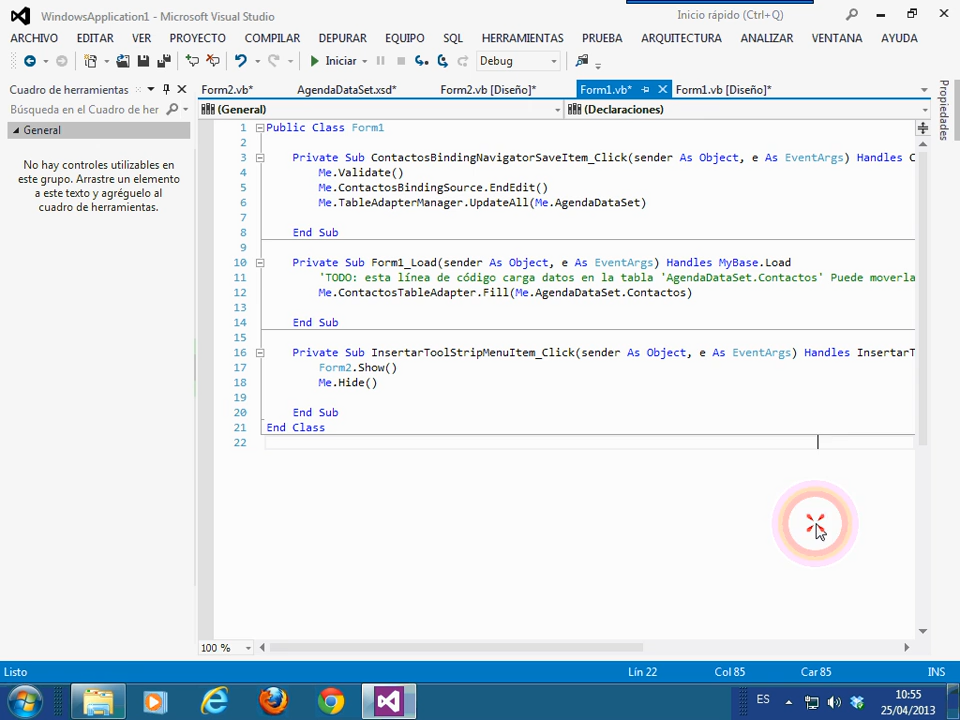 WindowsApplication1 - Microsoft Visual Studio
Inicio rápido (Ctrl+Q)
ARCHIVO EDITAR VER PROYECTO COMPILAR DEPURAR EQUIPO SQL HERRAMIENTAS PRUEBA ARQUITECTURA ANALIZAR VENTANA AYUDA
Iniciar Debug
Cuadro de herramientas
Form2.vb* AgendaDataSet.xsd* Form2.vb [Diseño]* Form1.vb* Form1.vb [Diseño]*
Propiedades
Búsqueda en el Cuadro de her
(General) (Declaraciones)
General
No hay controles utilizables en
este grupo. Arrastre un elemento
a este texto y agréguelo al
cuadro de herramientas.
1 Public Class Form1
2
3 Private Sub ContactosBindingNavigatorSaveItem_Click(sender As Object, e As EventArgs) Handles C
4 Me.Validate()
5 Me.ContactosBindingSource.EndEdit()
6 Me.TableAdapterManager.UpdateAll(Me.AgendaDataSet)
7
8 End Sub
9
10 Private Sub Form1_Load(sender As Object, e As EventArgs) Handles MyBase.Load
11 'TODO: esta línea de código carga datos en la tabla 'AgendaDataSet.Contactos' Puede moverla
12 Me.ContactosTableAdapter.Fill(Me.AgendaDataSet.Contactos)
13
14 End Sub
15
16 Private Sub InsertarToolStripMenuItem_Click(sender As Object, e As EventArgs) Handles InsertarT
17 Form2.Show()
18 Me.Hide()
19
20 End Sub
21 End Class
22
100 %
Listo Lín 22 Col 85 Car 85 INS
ES
10:55
25/04/2013